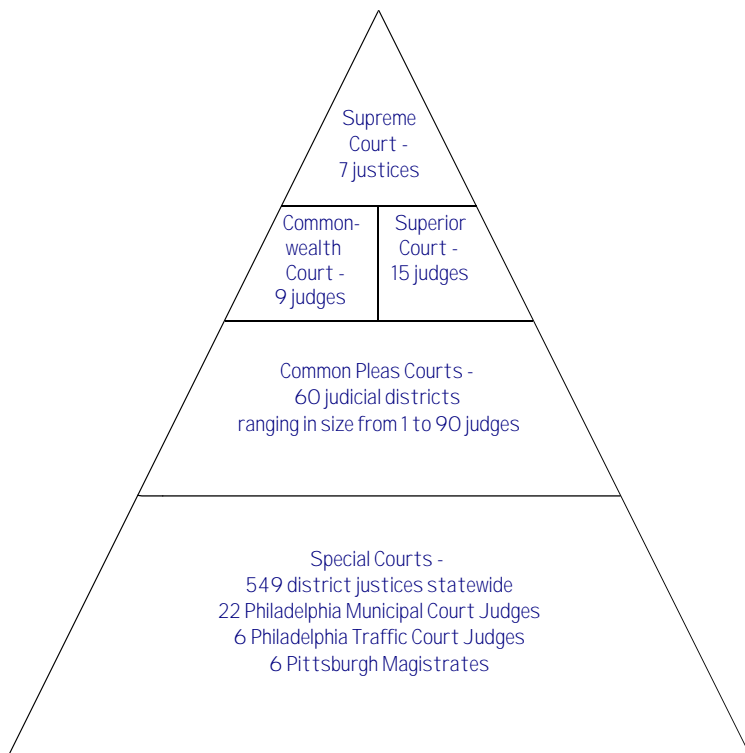 Supreme
Court -
7 justices
Common-
wealth
Court -
9 judges
Superior
Court -
15 judges
Common Pleas Courts -
60 judicial districts
ranging in size from 1 to 90 judges
Special Courts -
549 district justices statewide
22 Philadelphia Municipal Court Judges
6 Philadelphia Traffic Court Judges
6 Pittsburgh Magistrates